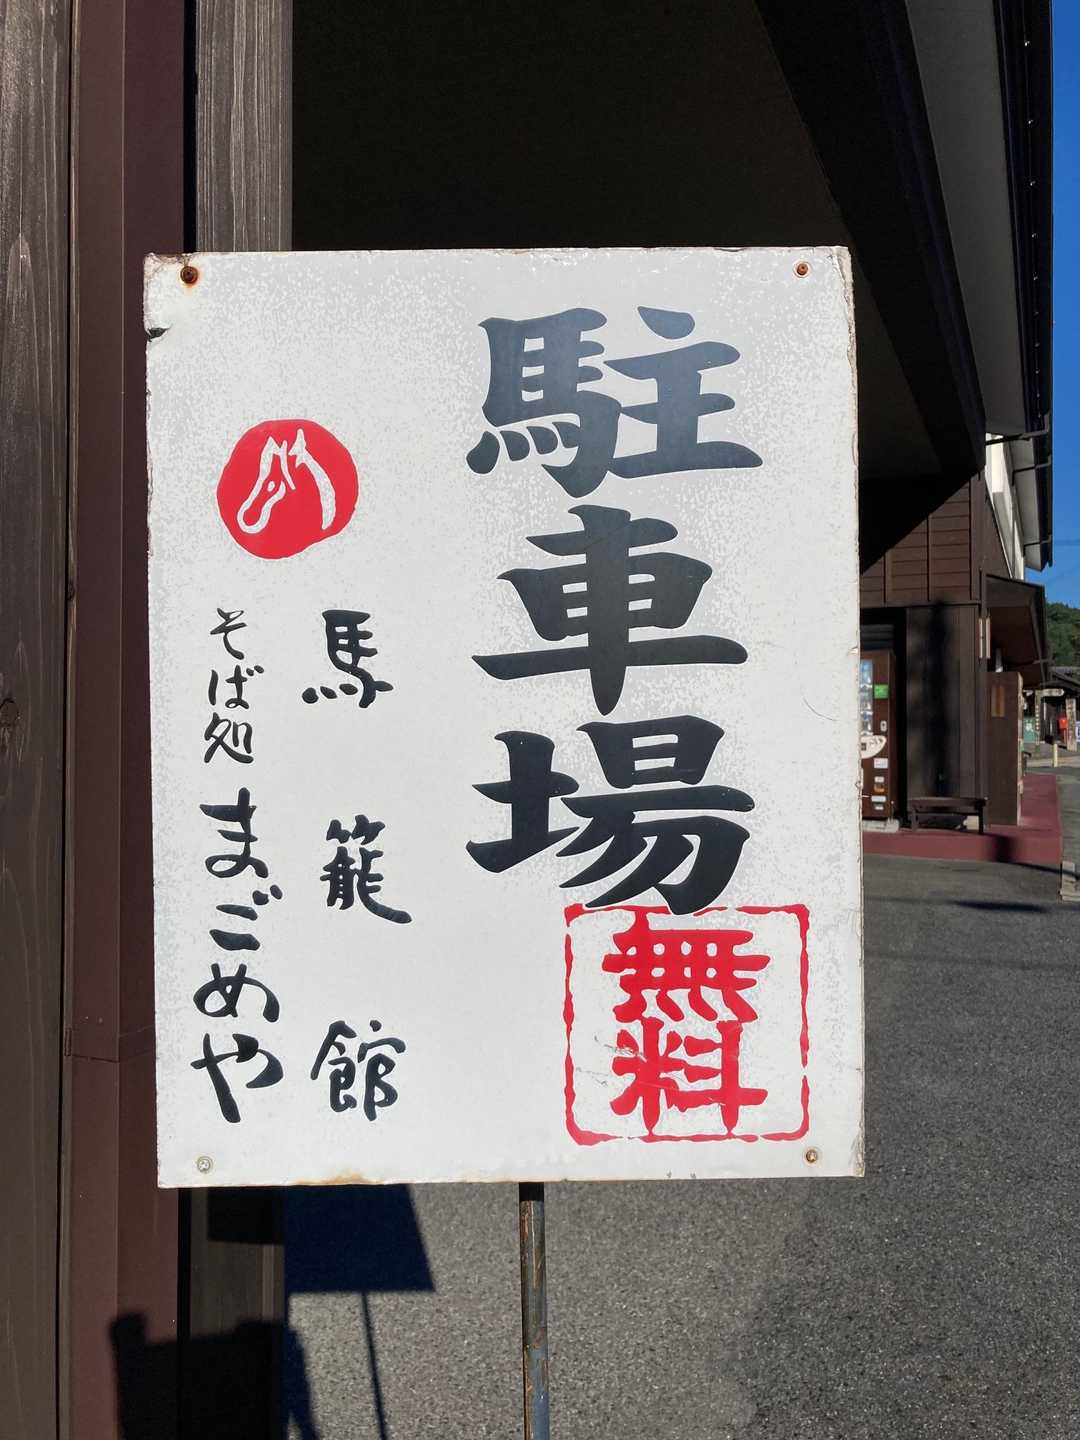 駐車場
無料
馬籠館
そば処 まごめや